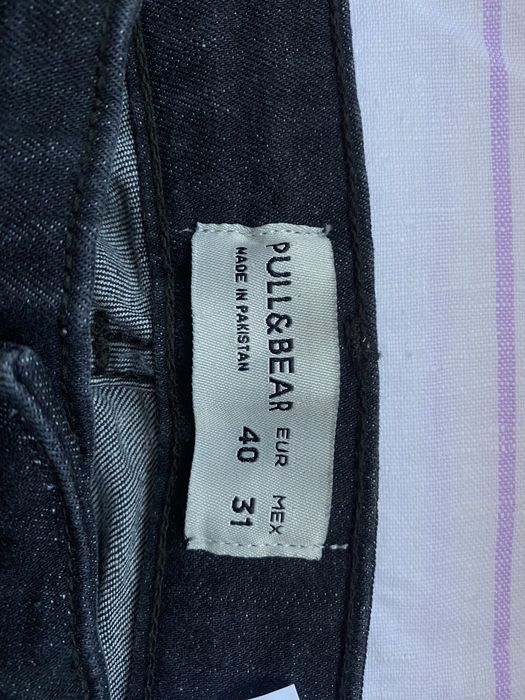 PULL&BEAR
MADE IN PAKISTAN
EUR MEX
40 31